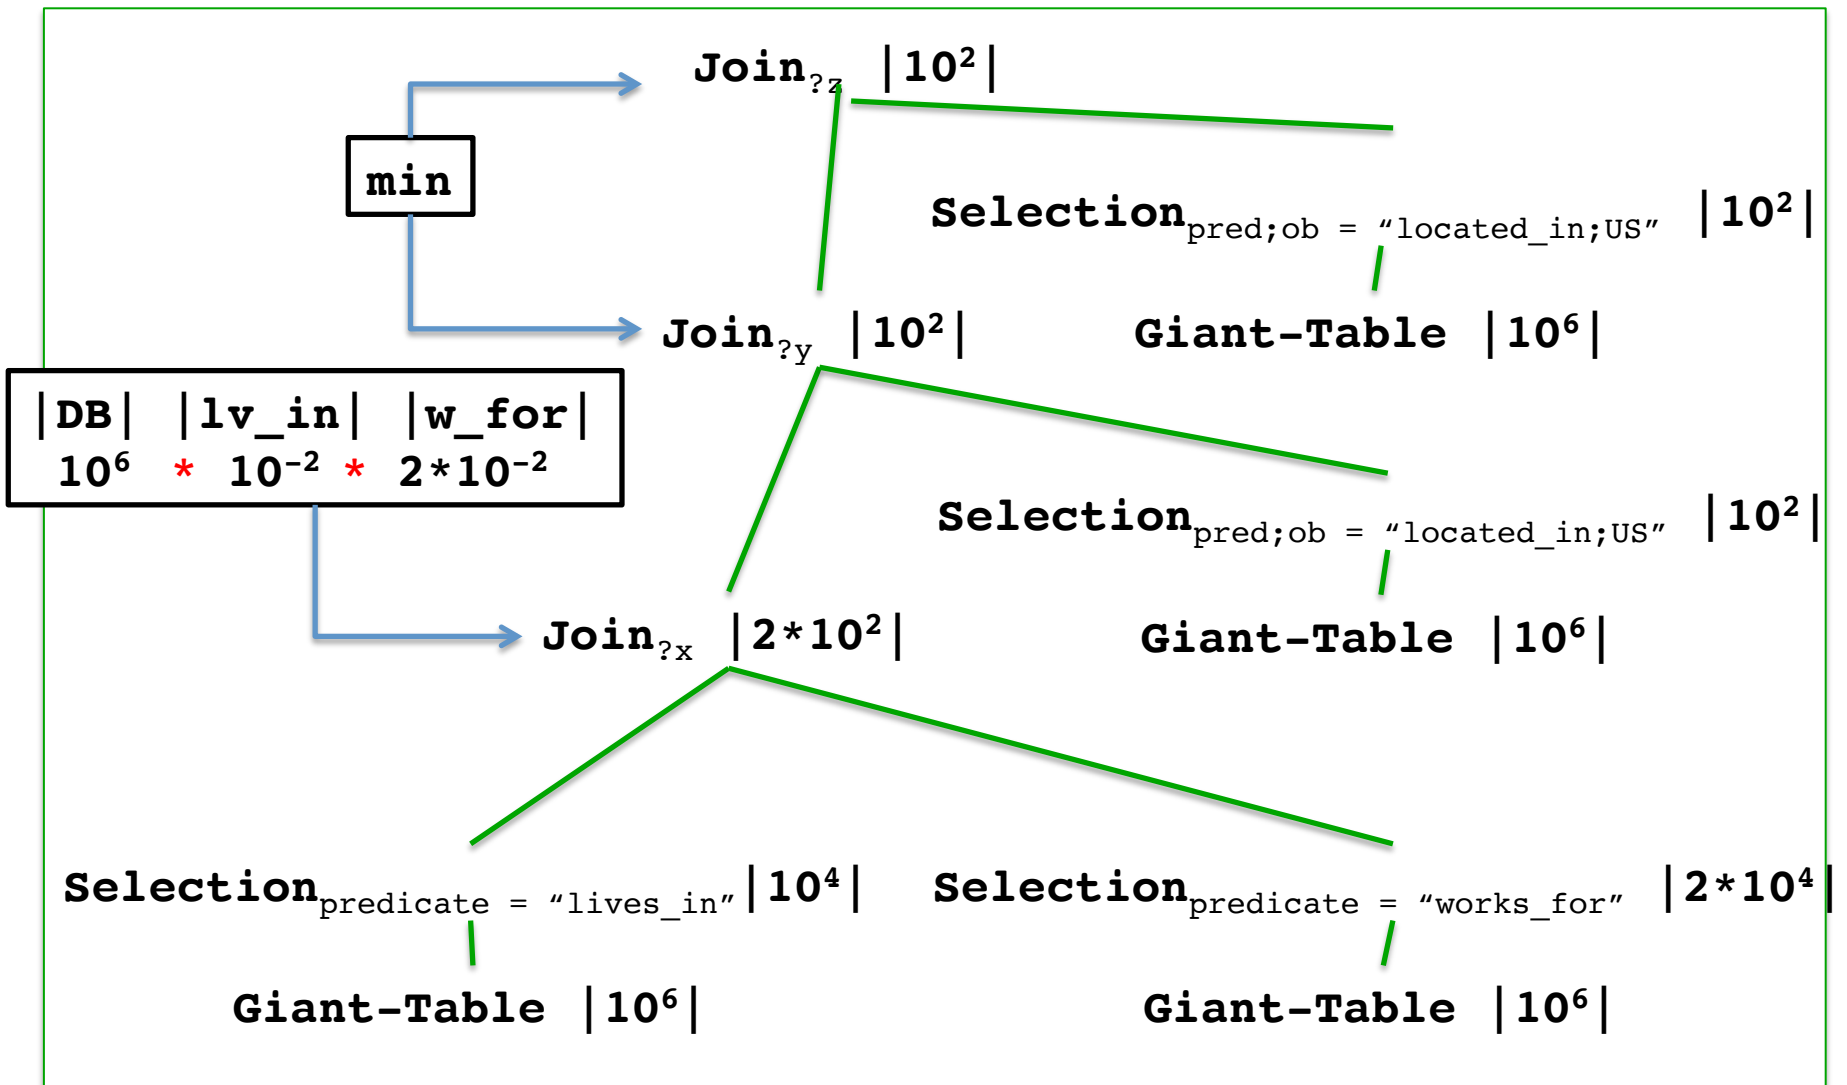 Join?z |10²|
min
Selectionpred;ob = “located_in;US” |10²|
Join?y |10²| Giant-Table |10⁶|
|DB| |lv_in| |w_for|
10⁶ * 10⁻² * 2*10⁻²
Selectionpred;ob = “located_in;US” |10²|
Join?x |2*10²| Giant-Table |10⁶|
Selectionpredicate = “lives_in” |10⁴| Selectionpredicate = “works_for” |2*10⁴|
Giant-Table |10⁶| Giant-Table |10⁶|